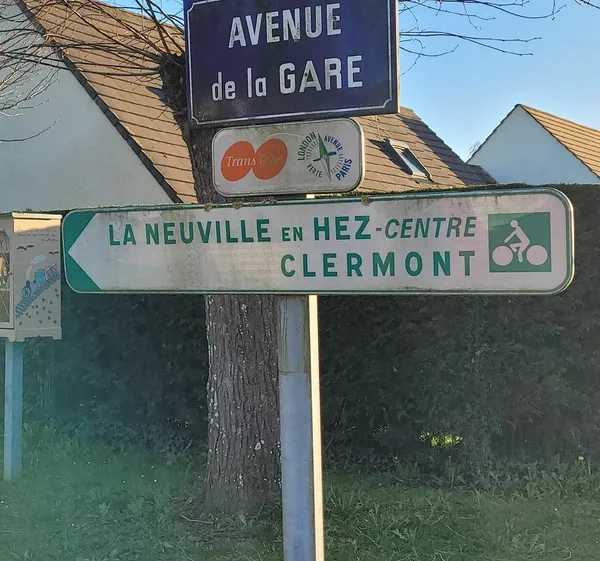 AVENUE
de la GARE
Trans Oise
LONDON
AVENUE
VERTE
PARIS
LA NEUVILLE EN HEZ-CENTRE
CLERMONT